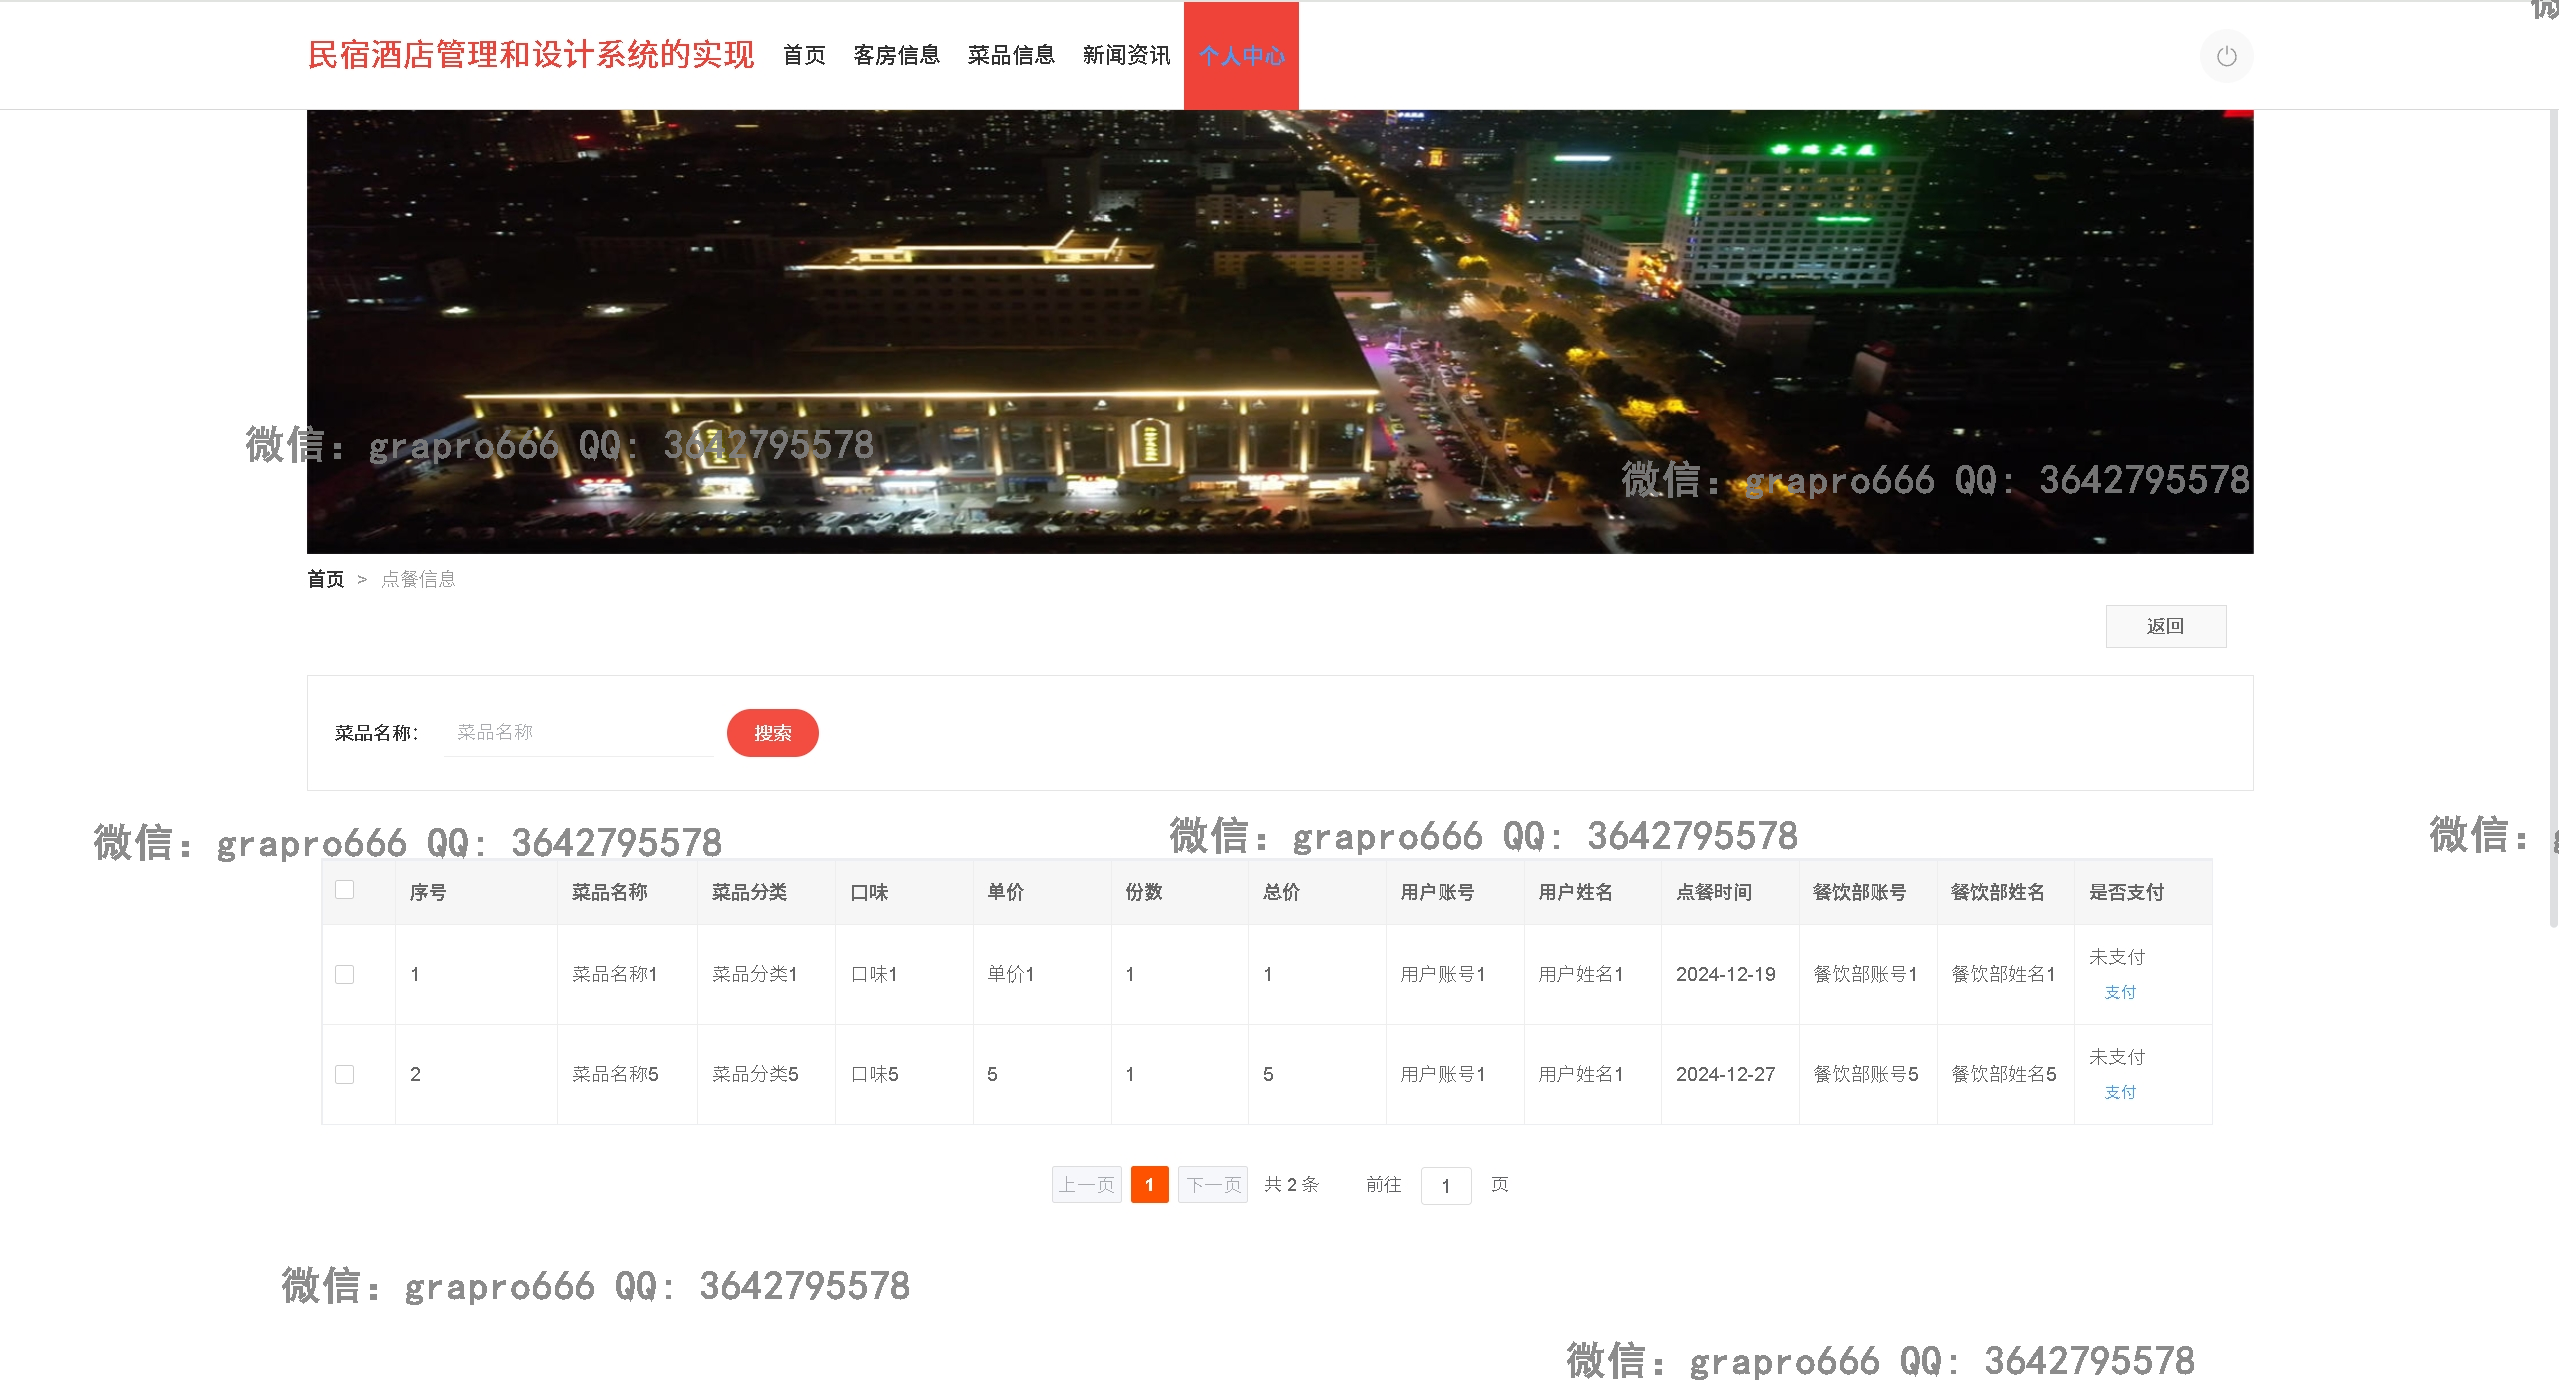 微
民宿酒店管理和设计系统的实现 首页 客房信息 菜品信息 新闻资讯 个人中心
微信: grapro666 QQ: 3642795578
微信: grapro666 QQ: 3642795578
首页 > 点餐信息
返回
菜品名称: 菜品名称 搜索
微信: grapro666 QQ: 3642795578
微信: grapro666 QQ: 3642795578
微信: g
序号 菜品名称 菜品分类 口味 单价 份数 总价 用户账号 用户姓名 点餐时间 餐饮部账号 餐饮部姓名 是否支付
1 菜品名称1 菜品分类1 口味1 单价1 1 1 用户账号1 用户姓名1 2024-12-19 餐饮部账号1 餐饮部姓名1 未支付
支付
2 菜品名称5 菜品分类5 口味5 5 1 5 用户账号1 用户姓名1 2024-12-27 餐饮部账号5 餐饮部姓名5 未支付
支付
上一页 1 下一页 共 2 条 前往 1 页
微信: grapro666 QQ: 3642795578
微信: grapro666 QQ: 3642795578